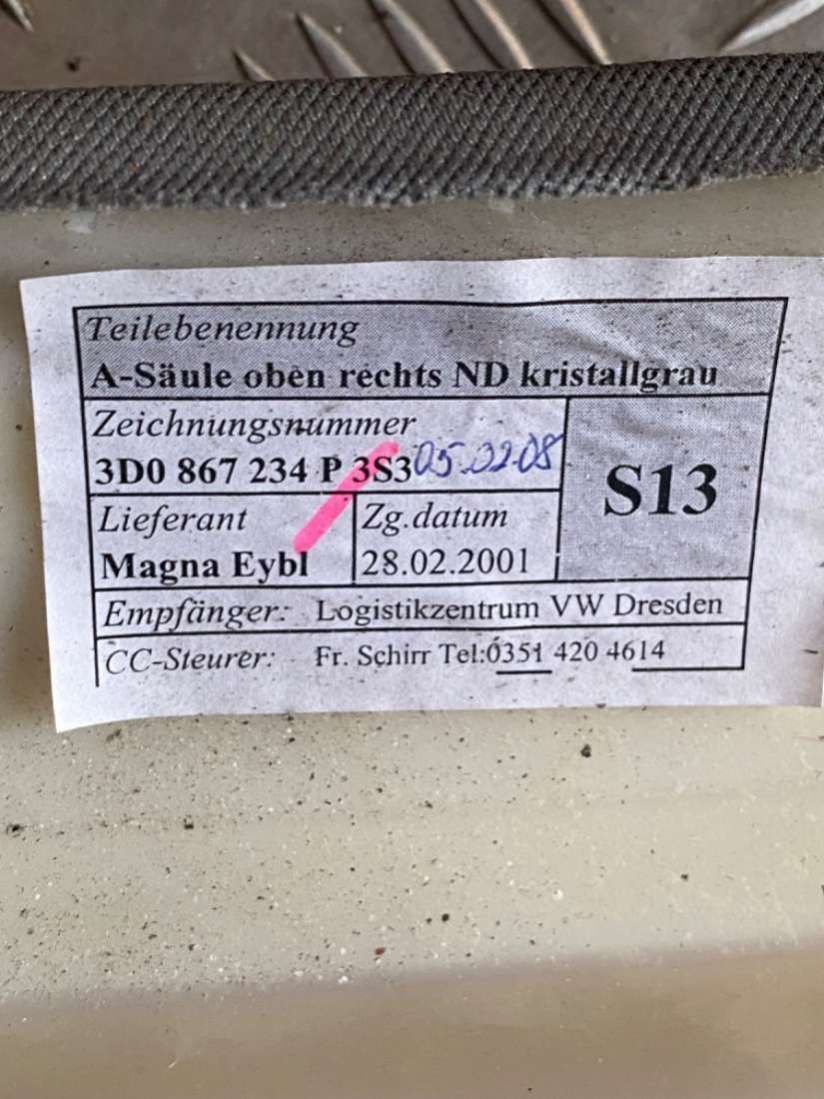 Teilebenennung
A-Säule oben rechts ND kristallgrau
Zeichnungsnummer
3D0 867 234 P 3S3 05.02.08
S13
Lieferant
Magna Eybl
Zg.datum
28.02.2001
Empfänger: Logistikzentrum VW Dresden
CC-Steurer: Fr. Schirr Tel:0351 420 4614